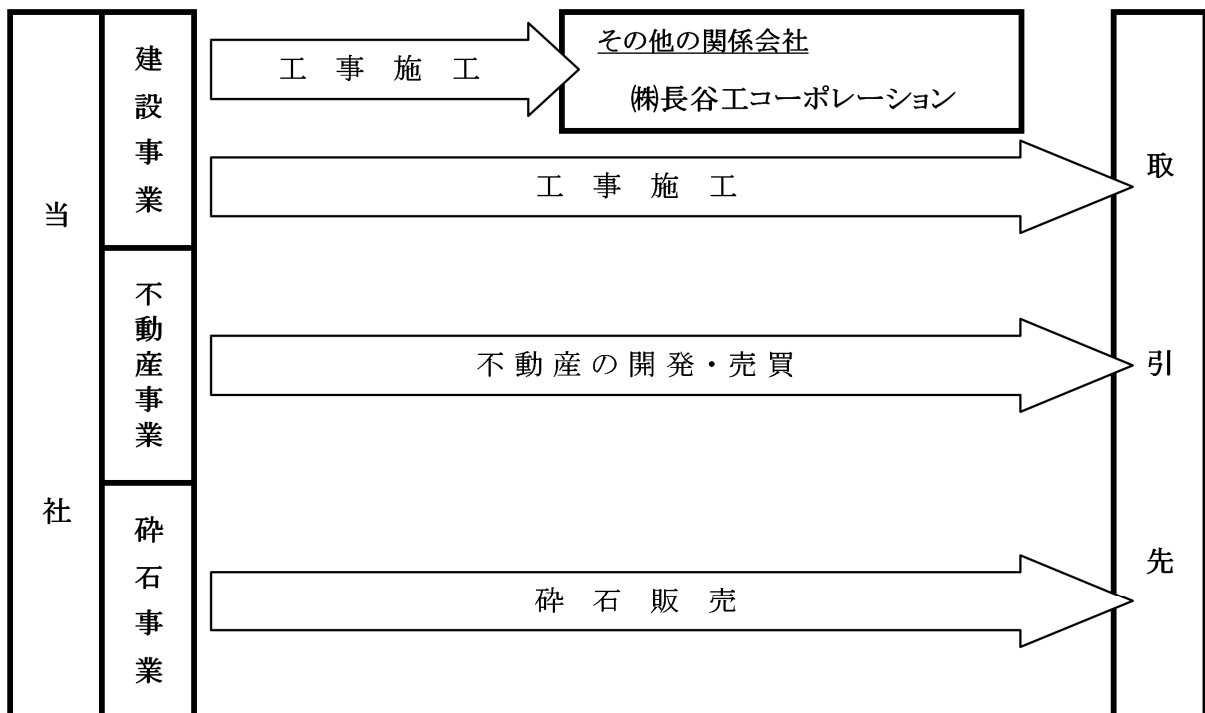 当社
建設事業
工事施工
その他の関係会社
㈱長谷工コーポレーション
工事施工
不動産事業
不動産の開発・売買
砕石事業
砕石販売
取引先